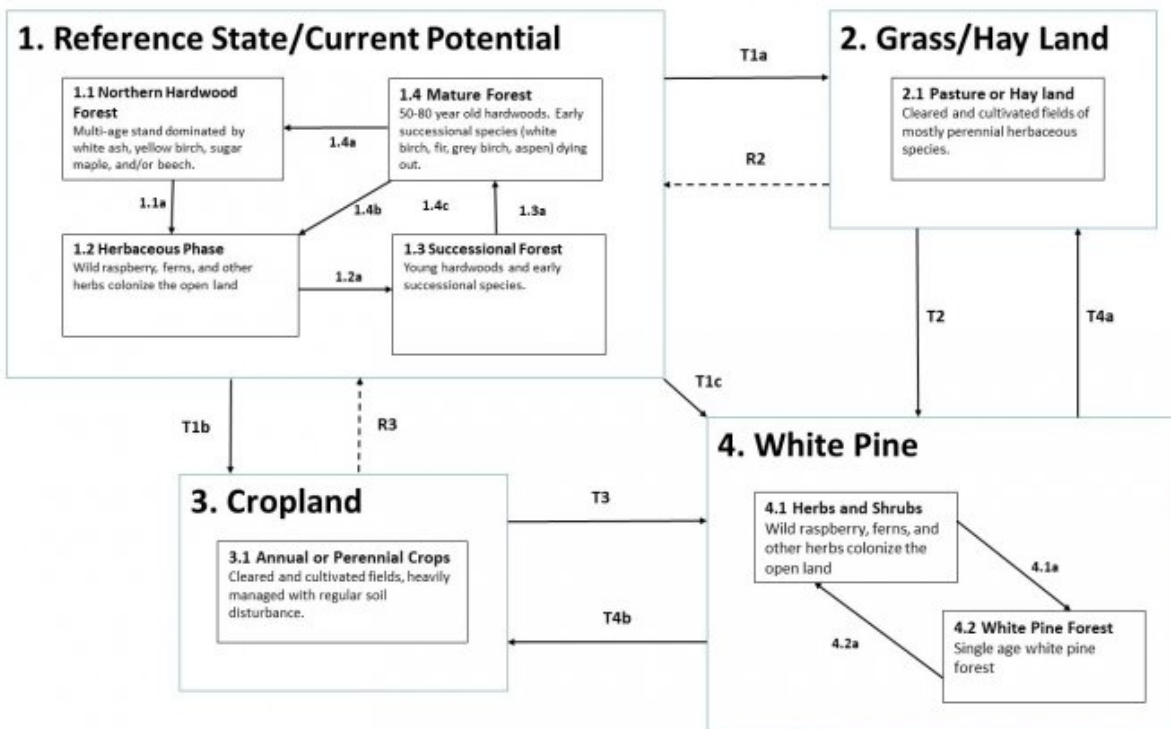 1. Reference State/Current Potential
1.1 Northern Hardwood
Forest
Multi-age stand dominated by
white ash, yellow birch, sugar
maple, and/or beech.
1.4 Mature Forest
50-80 year old hardwoods. Early
successional species (white
birch, fir, grey birch, aspen) dying
out.
1.4a
1.1a
1.4b
1.4c
1.3a
1.2 Herbaceous Phase
Wild raspberry, ferns, and other
herbs colonize the open land
1.2a
1.3 Successional Forest
Young hardwoods and early
successional species.
T1a
R2
2. Grass/Hay Land
2.1 Pasture or Hay land
Cleared and cultivated fields of
mostly perennial herbaceous
species.
T2
T4a
T1c
T1b
R3
3. Cropland
3.1 Annual or Perennial Crops
Cleared and cultivated fields, heavily
managed with regular soil
disturbance.
T3
T4b
4. White Pine
4.1 Herbs and Shrubs
Wild raspberry, ferns, and
other herbs colonize the
open land
4.1a
4.2a
4.2 White Pine Forest
Single age white pine
forest